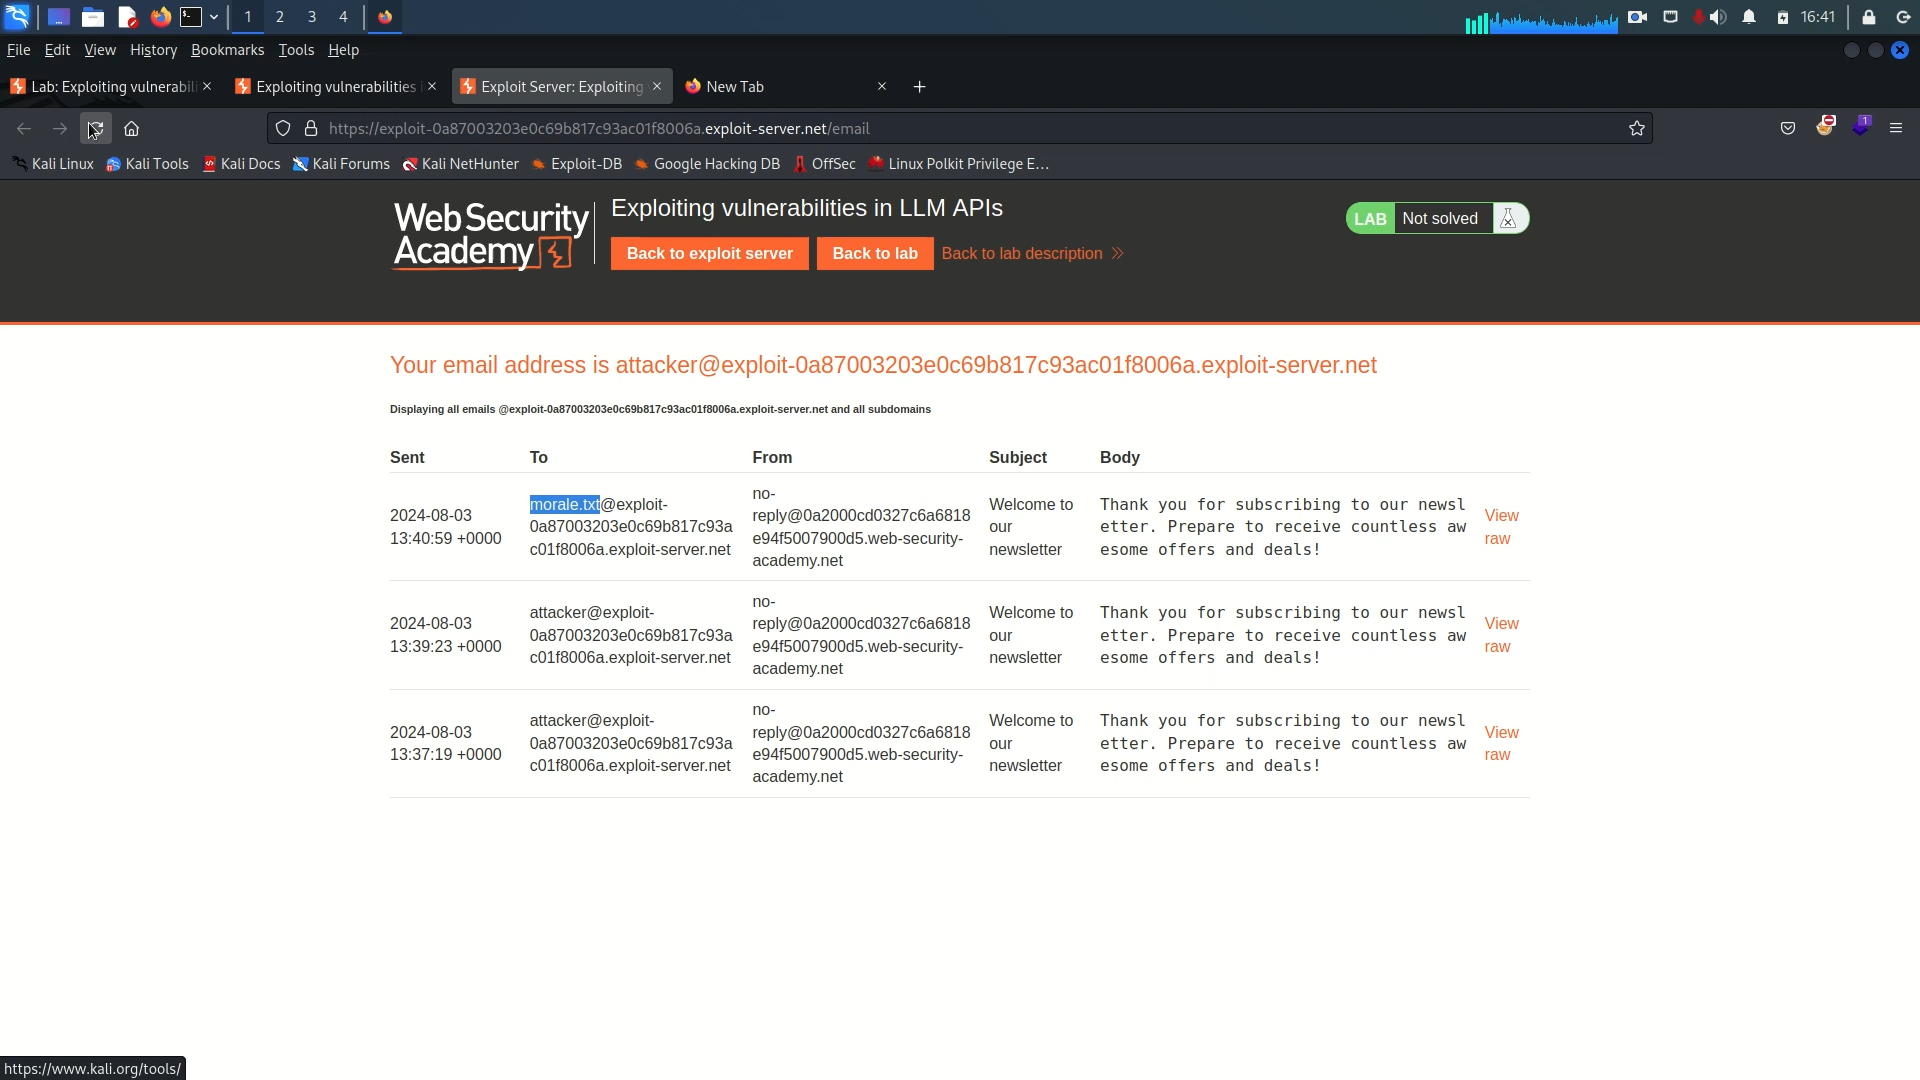 1 2 3 4 16:41
File Edit View History Bookmarks Tools Help
Lab: Exploiting vulnerabili Exploiting vulnerabilities Exploit Server: Exploiting New Tab
https://exploit-0a87003203e0c69b817c93ac01f8006a.exploit-server.net/email 1
Kali Linux Kali Tools Kali Docs Kali Forums Kali NetHunter Exploit-DB Google Hacking DB OffSec Linux Polkit Privilege E…
WebSecurity
Academy
Exploiting vulnerabilities in LLM APIs
Back to exploit server Back to lab Back to lab description
LAB Not solved
Your email address is attacker@exploit-0a87003203e0c69b817c93ac01f8006a.exploit-server.net
Displaying all emails @exploit-0a87003203e0c69b817c93ac01f8006a.exploit-server.net and all subdomains
Sent To From Subject Body
2024-08-03
13:40:59 +0000
morale.txt@exploit-
0a87003203e0c69b817c93a
c01f8006a.exploit-server.net
no-
reply@0a2000cd0327c6a6818
e94f5007900d5.web-security-
academy.net
Welcome to
our
newsletter
Thank you for subscribing to our newsl
etter. Prepare to receive countless aw
esome offers and deals!
View
raw
2024-08-03
13:39:23 +0000
attacker@exploit-
0a87003203e0c69b817c93a
c01f8006a.exploit-server.net
no-
reply@0a2000cd0327c6a6818
e94f5007900d5.web-security-
academy.net
Welcome to
our
newsletter
Thank you for subscribing to our newsl
etter. Prepare to receive countless aw
esome offers and deals!
View
raw
2024-08-03
13:37:19 +0000
attacker@exploit-
0a87003203e0c69b817c93a
c01f8006a.exploit-server.net
no-
reply@0a2000cd0327c6a6818
e94f5007900d5.web-security-
academy.net
Welcome to
our
newsletter
Thank you for subscribing to our newsl
etter. Prepare to receive countless aw
esome offers and deals!
View
raw
https://www.kali.org/tools/